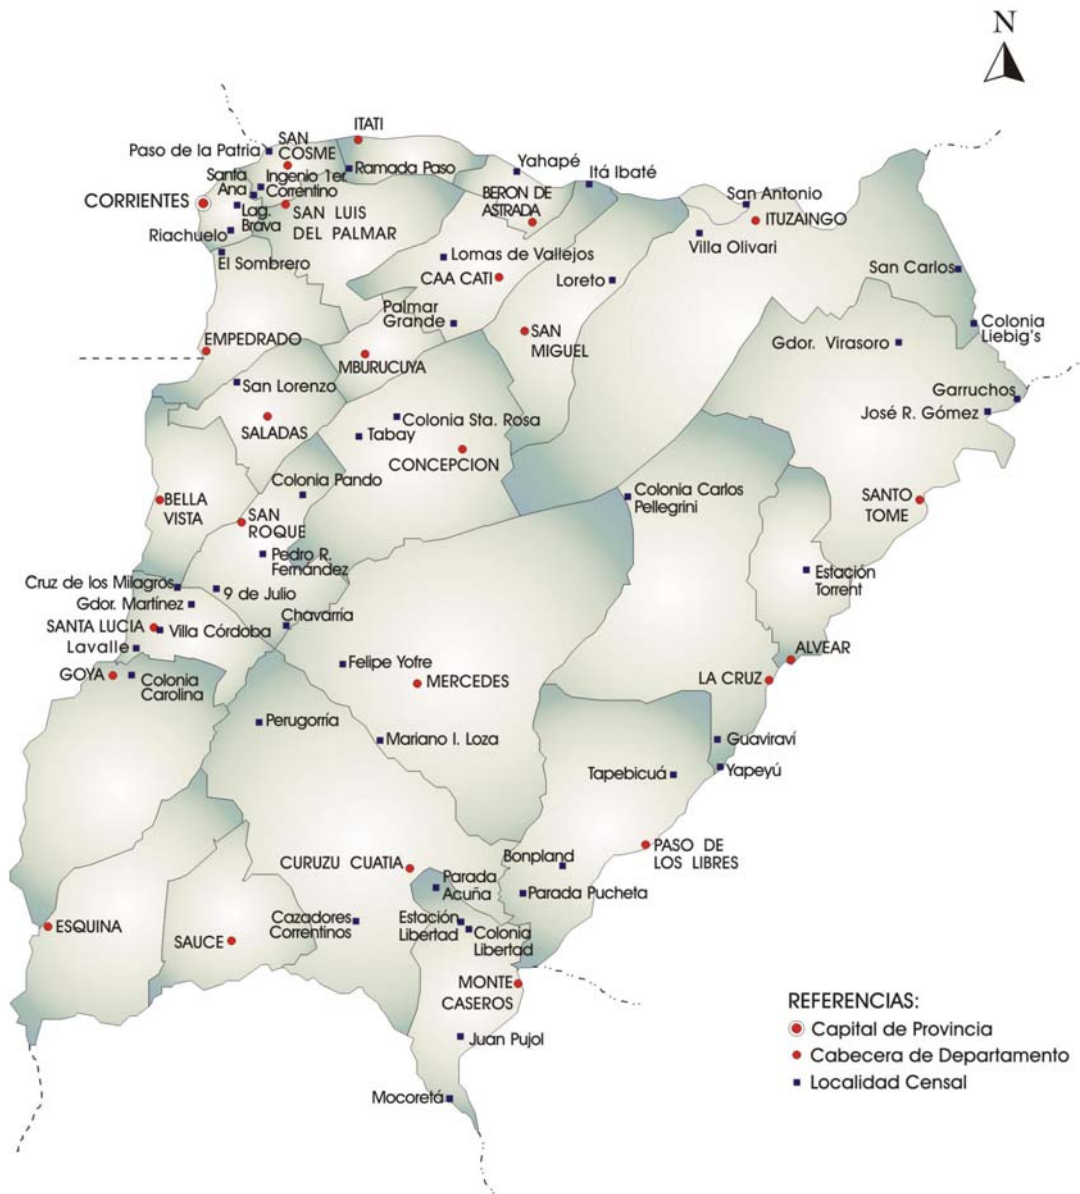 N
ITATI
SAN
COSME
Paso de la Patria
Ramada Paso
Yahapé
Itá Ibaté
Santa
Ana
Ingenio 1er.
Correntino
CORRIENTES
Lag.
Brava
SAN LUIS
DEL PALMAR
BERON DE
ASTRADA
San Antonio
ITUZAINGO
Villa Olivari
Riachuelo
El Sombrero
Lomas de Vallejos
CAA CATI
Loreto
San Carlos
Palmar
Grande
SAN
MIGUEL
Colonia
Liebig's
Gdor. Virasoro
EMPEDRADO
MBURUCUYA
San Lorenzo
Garruchos
José R. Gómez
SALADAS
Colonia Sta. Rosa
Tabay
CONCEPCION
Colonia Pando
Colonia Carlos
Pellegrini
SANTO
TOME
BELLA
VISTA
SAN
ROQUE
Pedro R.
Fernández
Estación
Torrent
Cruz de los Milagros
9 de Julio
Gdor. Martínez
Chavarría
SANTA LUCIA
Villa Córdoba
Lavalle
ALVEAR
Felipe Yofre
GOYA
Colonia
Carolina
MERCEDES
LA CRUZ
Perugorría
Mariano I. Loza
Guaviraví
Tapebicuá
Yapeyú
PASO DE
LOS LIBRES
CURUZU CUATIA
Bonpland
Parada
Acuña
Parada Pucheta
ESQUINA
SAUCE
Cazadores
Correntinos
Estación
Libertad
Colonia
Libertad
MONTE
CASEROS
Juan Pujol
Mocoretá
REFERENCIAS:
Capital de Provincia
Cabecera de Departamento
Localidad Censal